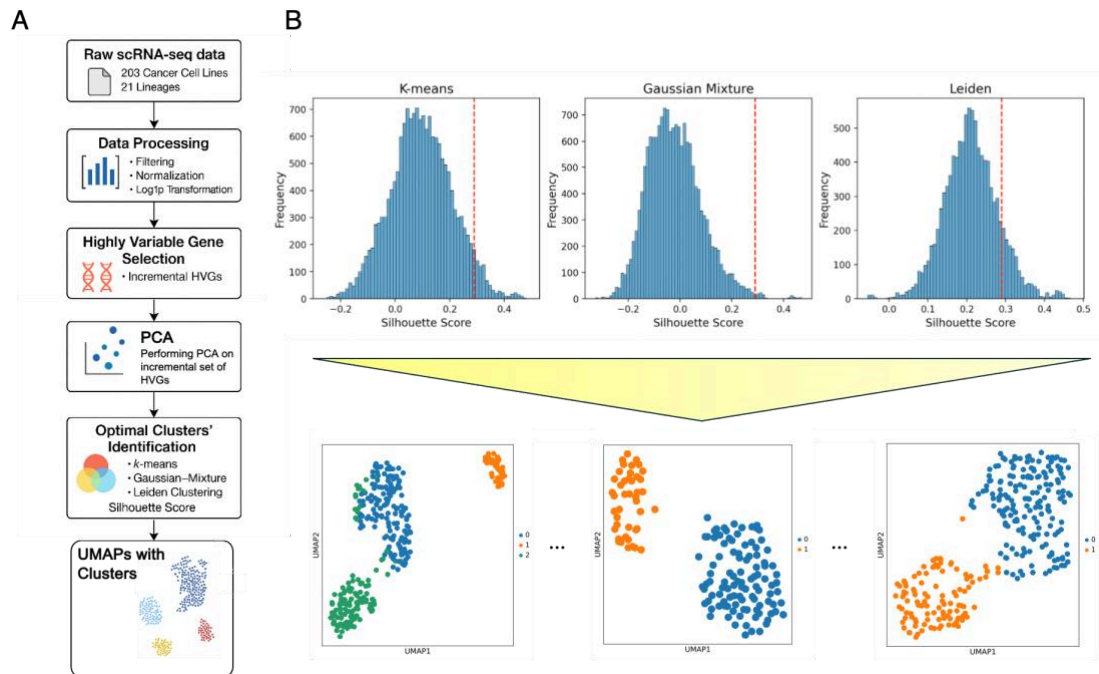 A
B
Raw scRNA-seq data
203 Cancer Cell Lines
21 Lineages
Data Processing
• Filtering
• Normalization
• Log1p Transformation
Highly Variable Gene
Selection
• Incremental HVGs
PCA
Performing PCA on
incremental set of
HVGs
Optimal Clusters'
Identification
• k-means
• Gaussian-Mixture
• Leiden Clustering
Silhouette Score
UMAPs with
Clusters
K-means
Frequency
700
600
500
400
300
200
100
0
−0.2 0.0 0.2 0.4
Silhouette Score
Gaussian Mixture
Frequency
700
600
500
400
300
200
100
0
−0.2 0.0 0.2 0.4
Silhouette Score
Leiden
Frequency
500
400
300
200
100
0
0.0 0.1 0.2 0.3 0.4 0.5
Silhouette Score
UMAP2
UMAP1
0
1
2
...
UMAP2
UMAP1
0
1
...
UMAP2
UMAP1
0
1